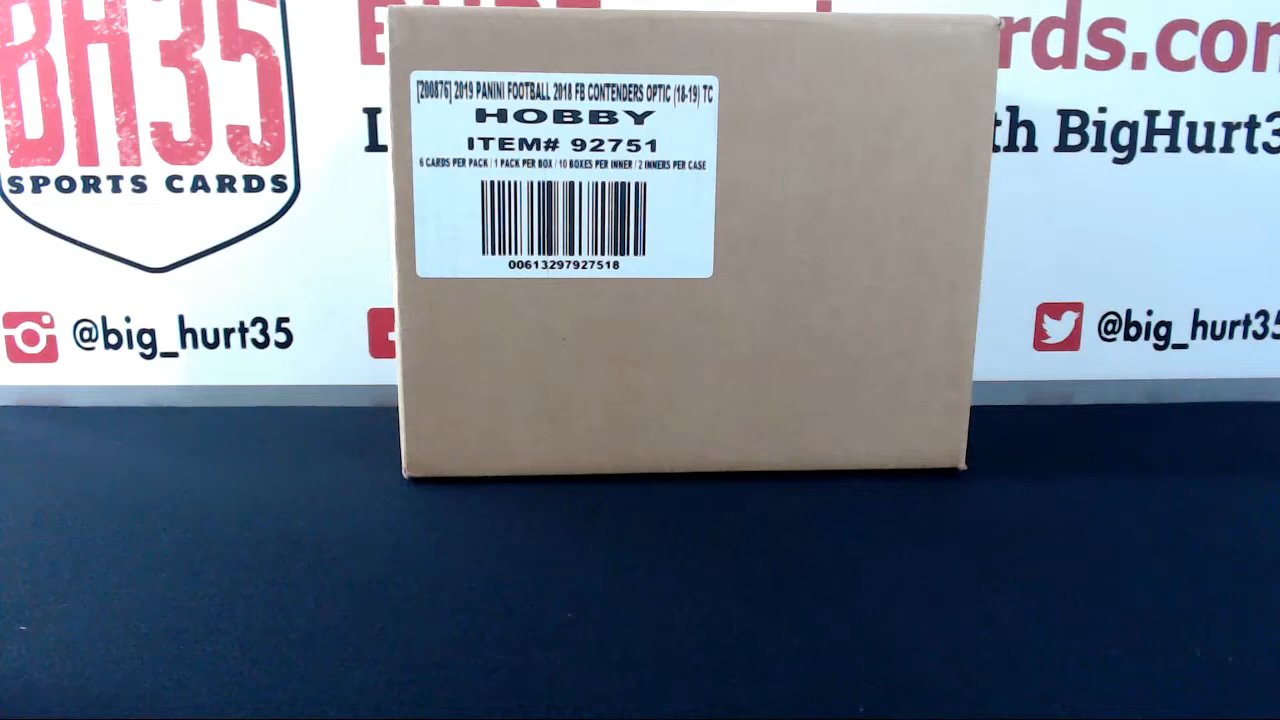 BH35
SPORTS CARDS
@big_hurt35
[200876] 2019 PANINI FOOTBALL 2018 FB CONTENDERS OPTIC (18-19) TC
HOBBY
ITEM# 92751
6 CARDS PER PACK / 1 PACK PER BOX / 10 BOXES PER INNER / 2 INNERS PER CASE
00613297927518
rds.com
th BigHurt3
@big_hurt35